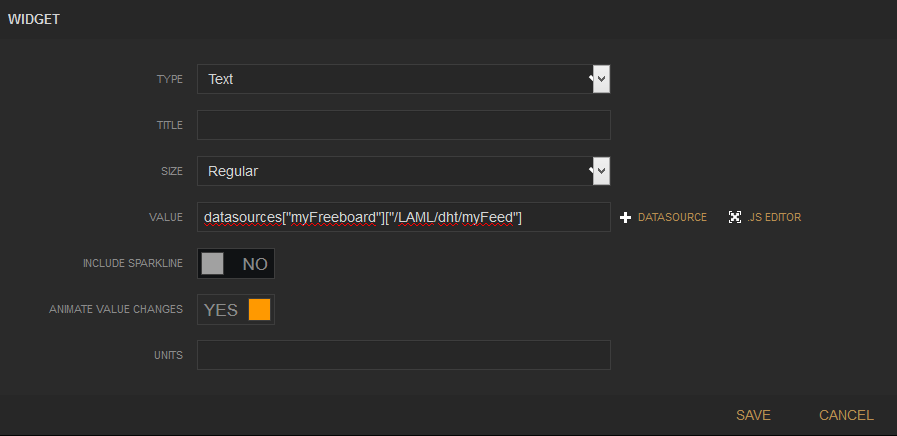 WIDGET
TYPE Text
TITLE
SIZE Regular
VALUE datasources["myFreeboard"]["/LAML/dht/myFeed"] DATASOURCE .JS EDITOR
INCLUDE SPARKLINE NO
ANIMATE VALUE CHANGES YES
UNITS
SAVE CANCEL